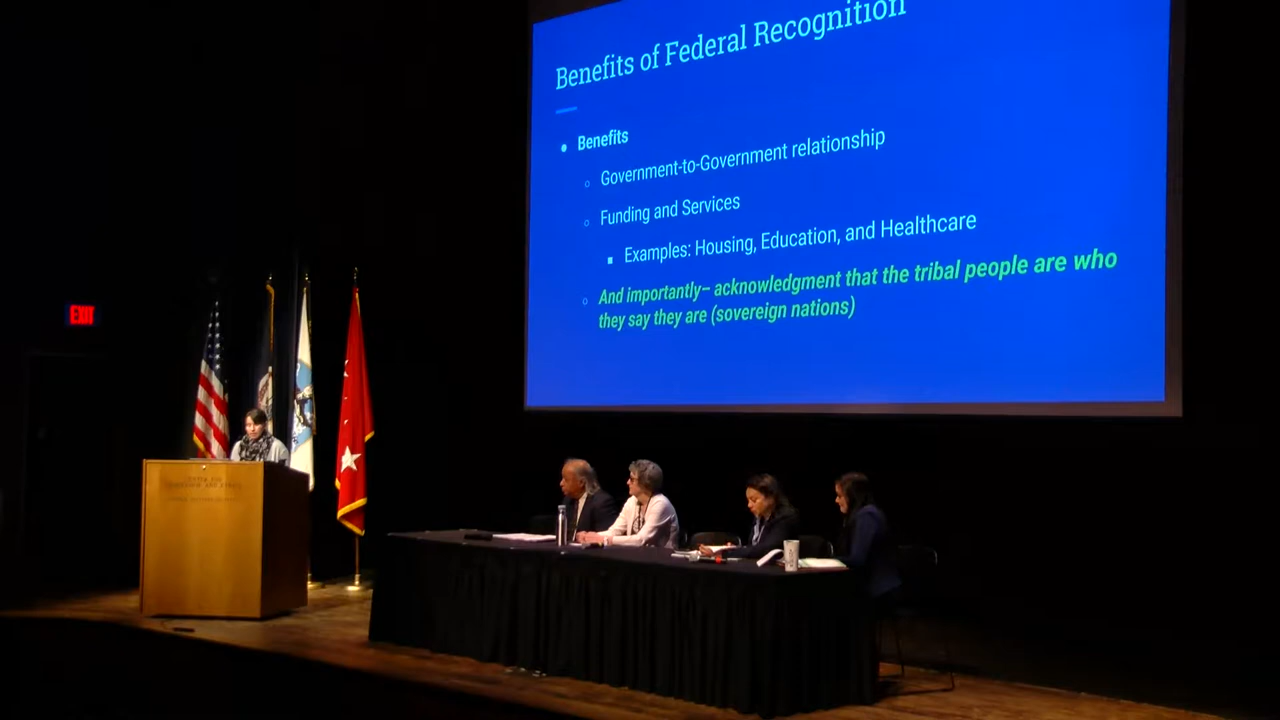 Benefits of Federal Recognition
Benefits
Government-to-Government relationship
Funding and Services
Examples: Housing, Education, and Healthcare
And importantly– acknowledgment that the tribal people are who
they say they are (sovereign nations)
EXIT